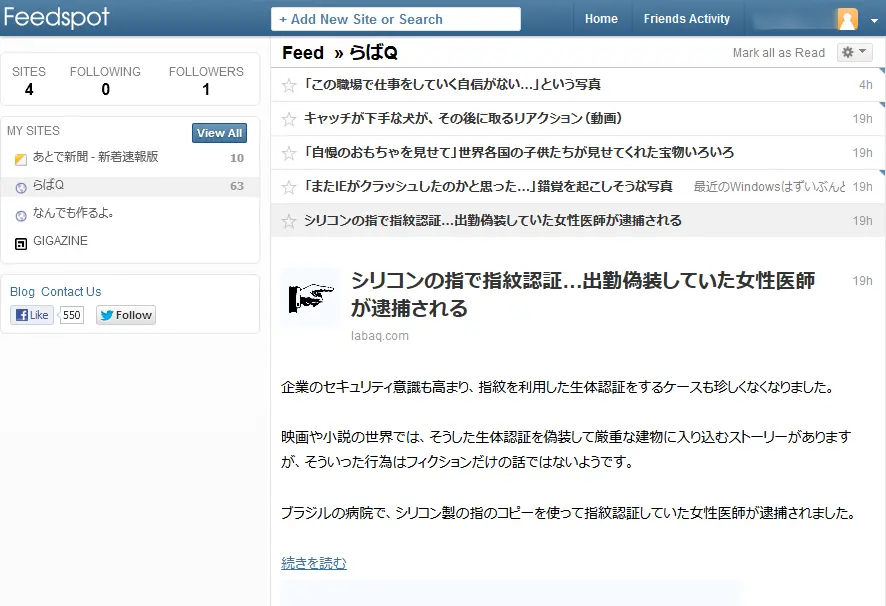 Feedspot
+ Add New Site or Search
Home
Friends Activity
SITES FOLLOWING FOLLOWERS
4 0 1
MY SITES View All
あとで新聞 - 新着速報版 10
らばQ 63
なんでも作るよ。
GIGAZINE
Blog Contact Us
Like 550 Follow
Feed » らばQ
Mark all as Read
「この職場で仕事をしていく自信がない…」という写真 4h
キャッチが下手な犬が、その後に取るリアクション（動画） 19h
「自慢のおもちゃを見せて」世界各国の子供たちが見せてくれた宝物いろいろ 19h
「またIEがクラッシュしたのかと思った…」錯覚を起こしそうな写真 最近のWindowsはずいぶんと 19h
シリコンの指で指紋認証…出勤偽装していた女性医師が逮捕される 19h
シリコンの指で指紋認証…出勤偽装していた女性医師 19h
が逮捕される
labaq.com
企業のセキュリティ意識も高まり、指紋を利用した生体認証をするケースも珍しくなくなりました。
映画や小説の世界では、そうした生体認証を偽装して厳重な建物に入り込むストーリーがあります
が、そういった行為はフィクションだけの話ではないようです。
ブラジルの病院で、シリコン製の指のコピーを使って指紋認証していた女性医師が逮捕されました。
続きを読む